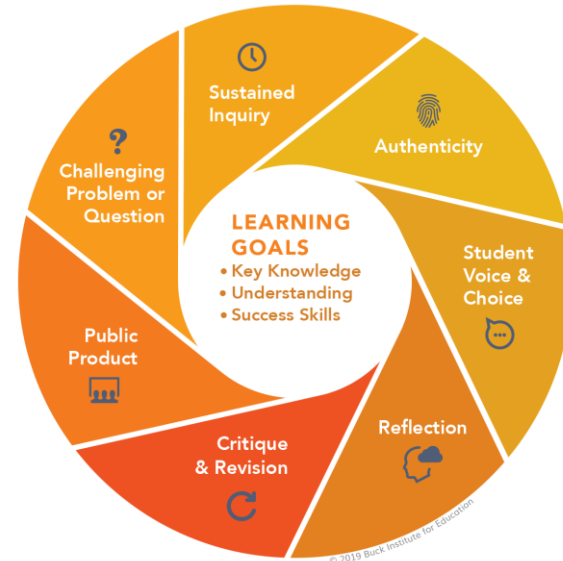 Sustained
Inquiry
Authenticity
?
Challenging
Problem or
Question
LEARNING
GOALS
• Key Knowledge
• Understanding
• Success Skills
Student
Voice &
Choice
Public
Product
Reflection
Critique
& Revision
© 2019 Buck Institute for Education